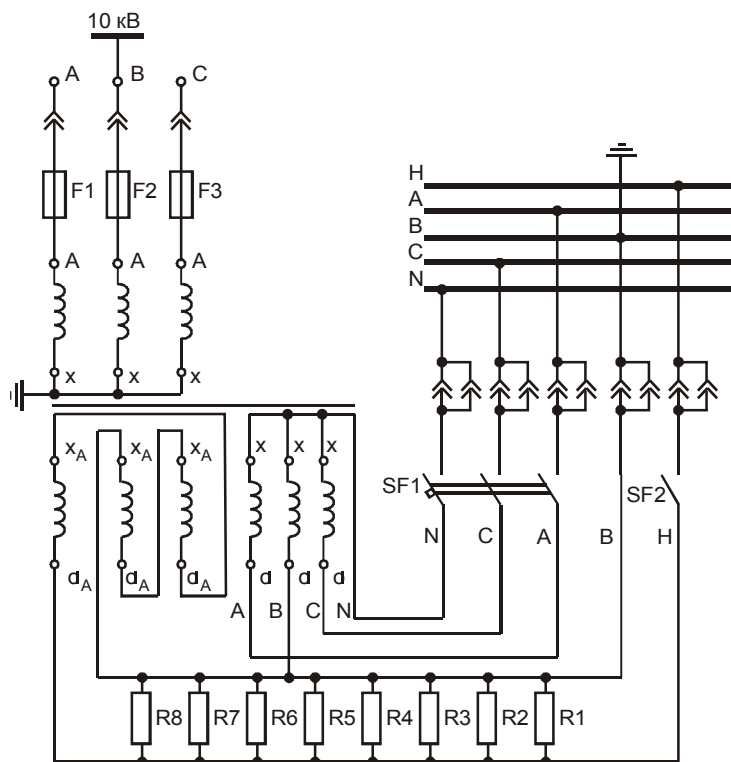 10 кВ
A B C
F1 F2 F3
A A A
x x x
H
A
B
C
N
x_A x_A x_A x x x
d_A d_A d_A d d d
A B C N
SF1 SF2
N C A B H
R8 R7 R6 R5 R4 R3 R2 R1